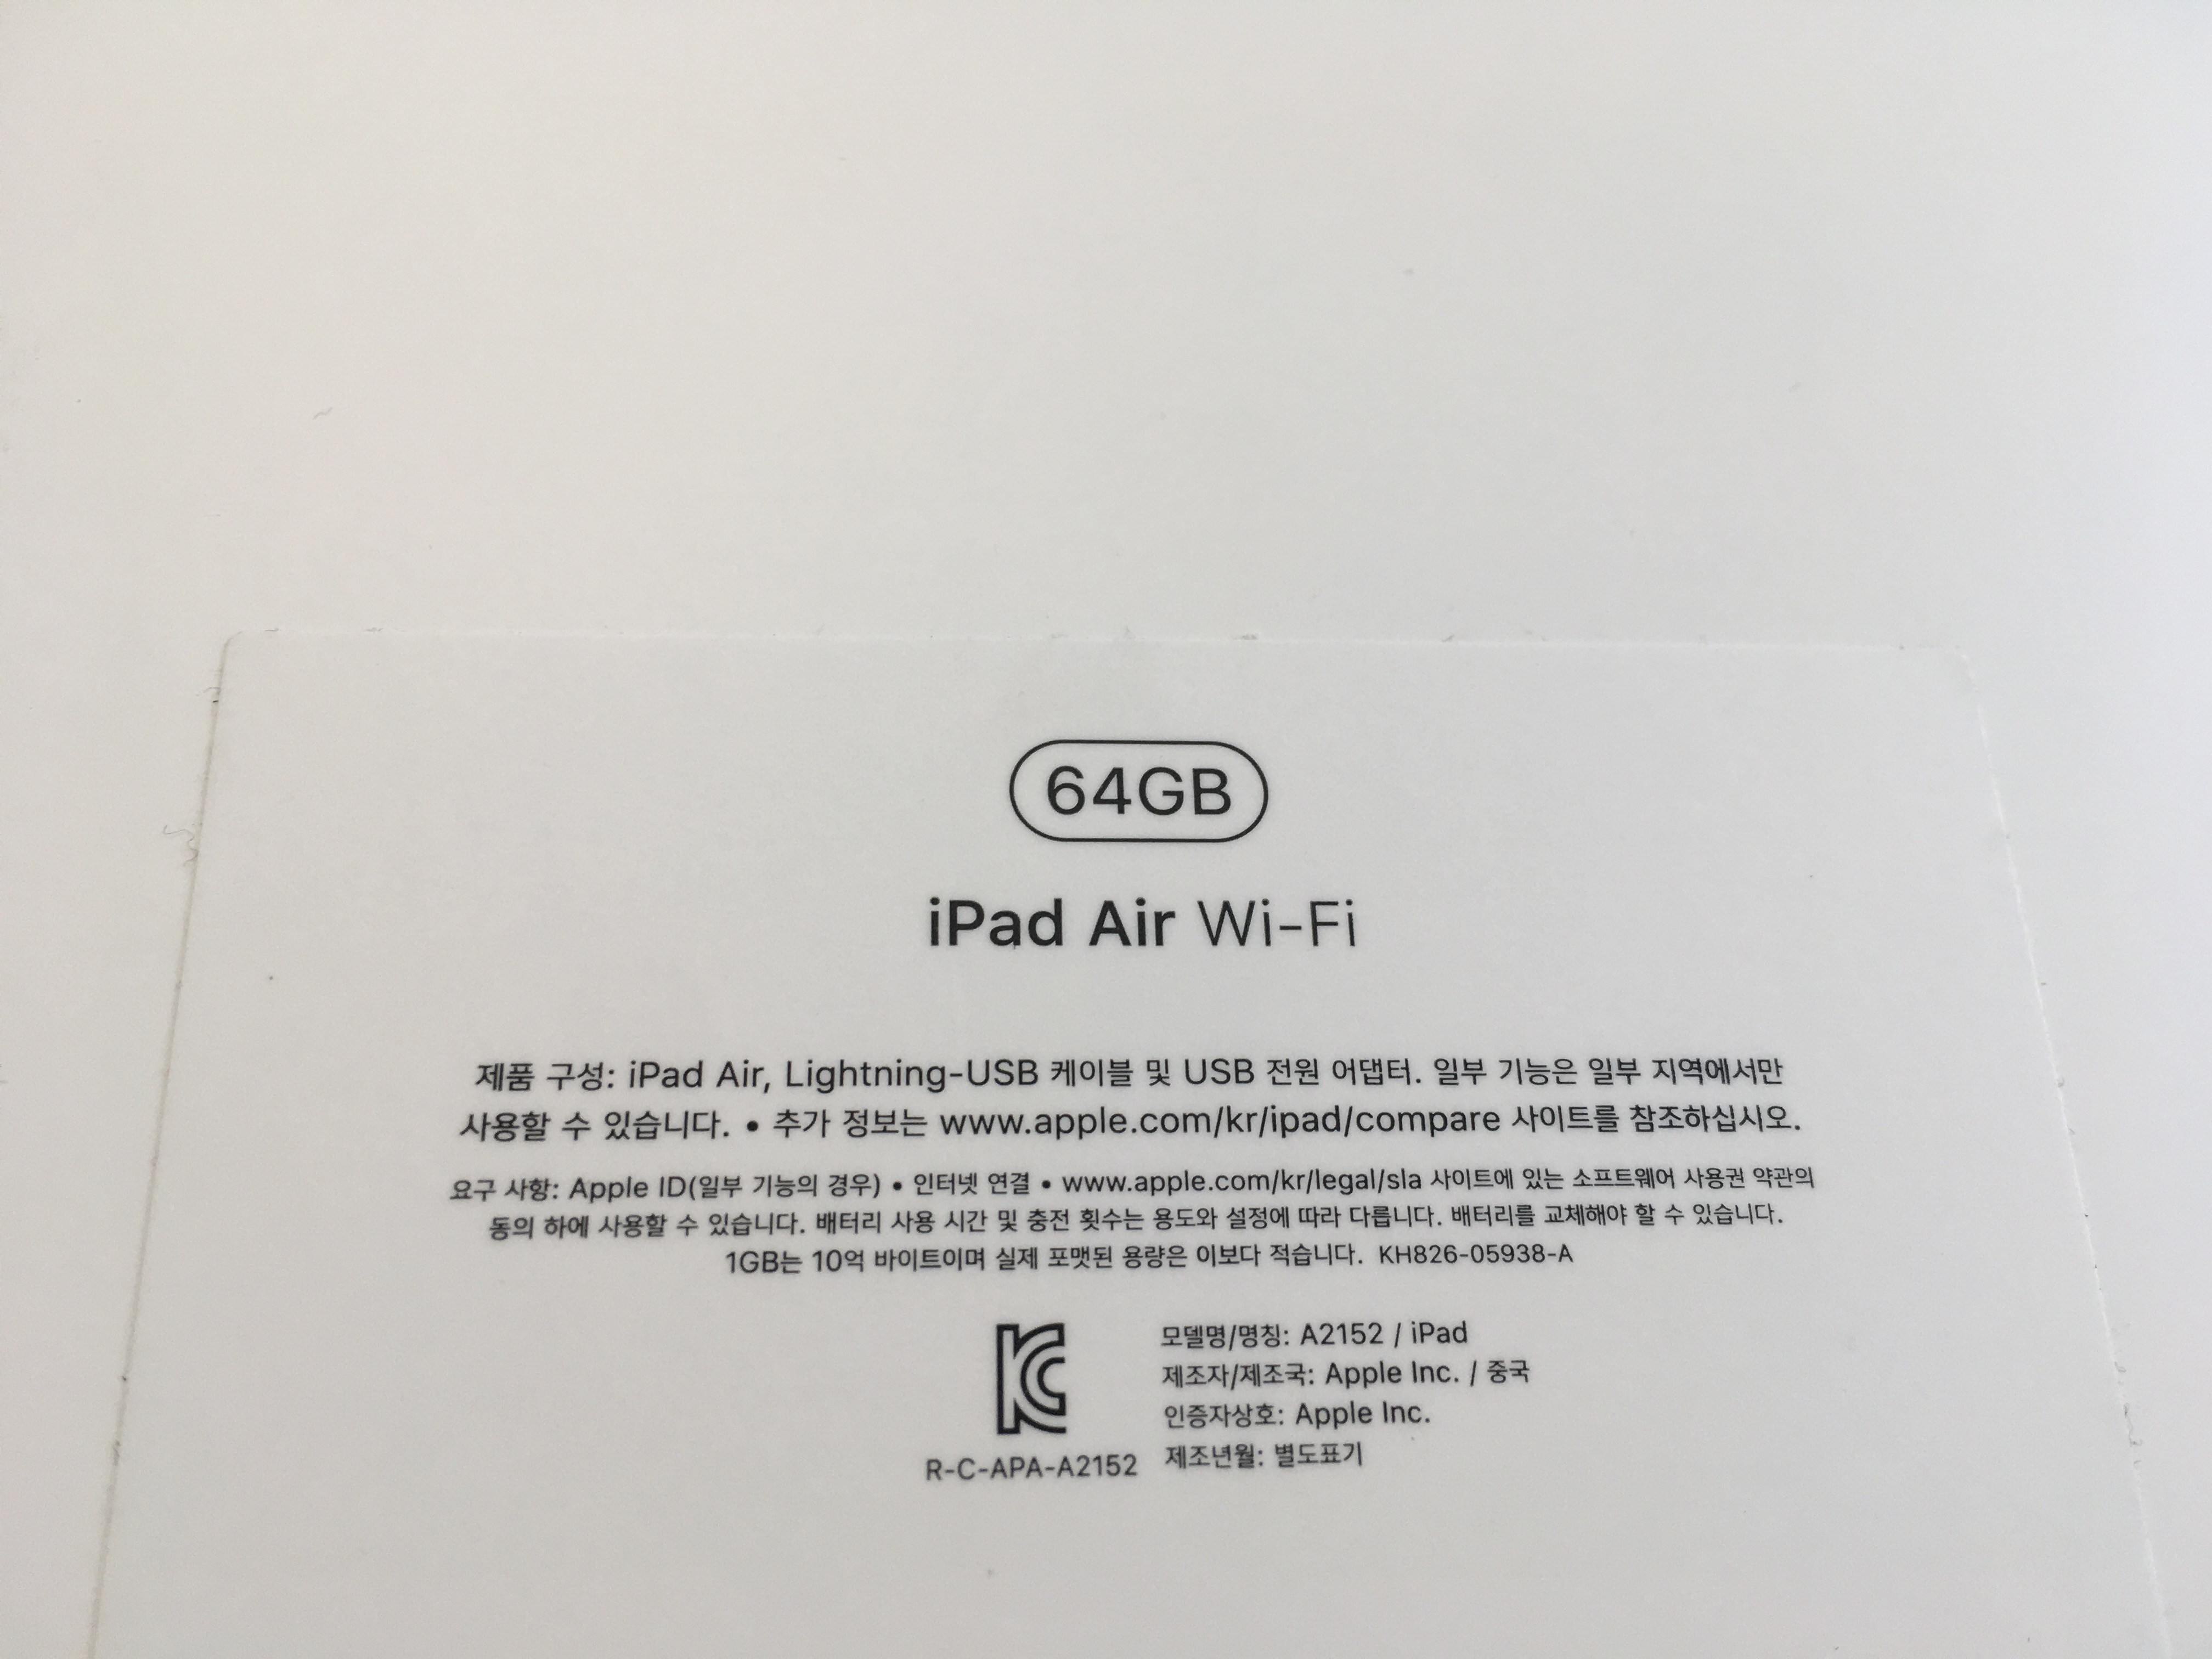 64GB
iPad Air Wi-Fi
제품 구성: iPad Air, Lightning-USB 케이블 및 USB 전원 어댑터. 일부 기능은 일부 지역에서만
사용할 수 있습니다. • 추가 정보는 www.apple.com/kr/ipad/compare 사이트를 참조하십시오.
요구 사항: Apple ID(일부 기능의 경우) • 인터넷 연결 • www.apple.com/kr/legal/sla 사이트에 있는 소프트웨어 사용권 약관의
동의 하에 사용할 수 있습니다. 배터리 사용 시간 및 충전 횟수는 용도와 설정에 따라 다릅니다. 배터리를 교체해야 할 수 있습니다.
1GB는 10억 바이트이며 실제 포맷된 용량은 이보다 적습니다. KH826-05938-A
모델명/명칭: A2152 / iPad
제조자/제조국: Apple Inc. / 중국
인증자상호: Apple Inc.
제조년월: 별도표기
R-C-APA-A2152